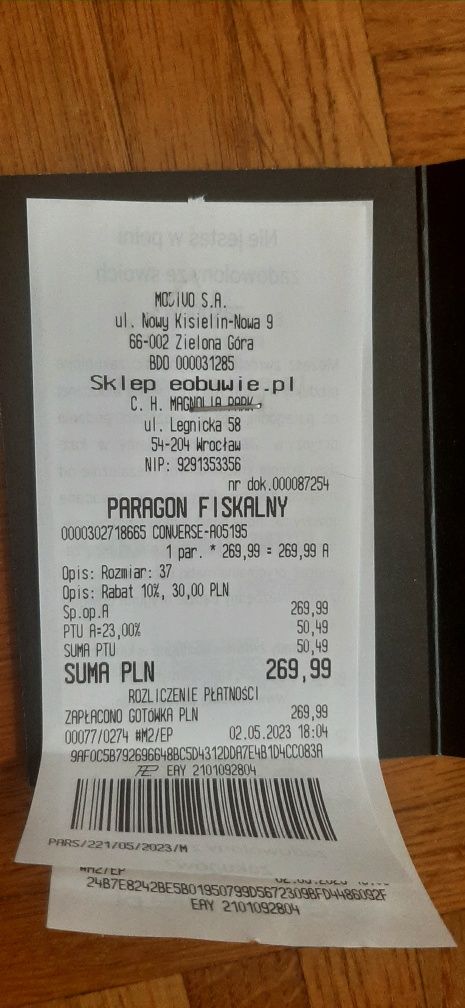 MODIVO S.A.
ul. Nowy Kisielin-Nowa 9
66-002 Zielona Góra
BDO 000031285
Sklep eobuwie.pl
C. H. MAGNOLIA PARK
ul. Legnicka 58
54-204 Wrocław
NIP: 9291353356
nr dok.000087254
PARAGON FISKALNY
0000302718665 CONVERSE-A05195
1 par. * 269,99 = 269,99 A
Opis: Rozmiar: 37
Opis: Rabat 10%, 30,00 PLN
Sp.op.A 269,99
PTU A=23,00% 50,49
SUMA PTU 50,49
SUMA PLN 269,99
ROZLICZENIE PŁATNOŚCI
ZAPŁACONO GOTÓWKA PLN 269,99
00077/0274 #M2/EP 02.05.2023 18:04
9AF0C5B792696648BC5D4312DDA7E4B1D4CC083A
EAY 2101092804
PARS/221/05/2023/M
#M2/EP
24B7E8242BE5B01950799D5672309BFD4486092F
EAY 2101092804